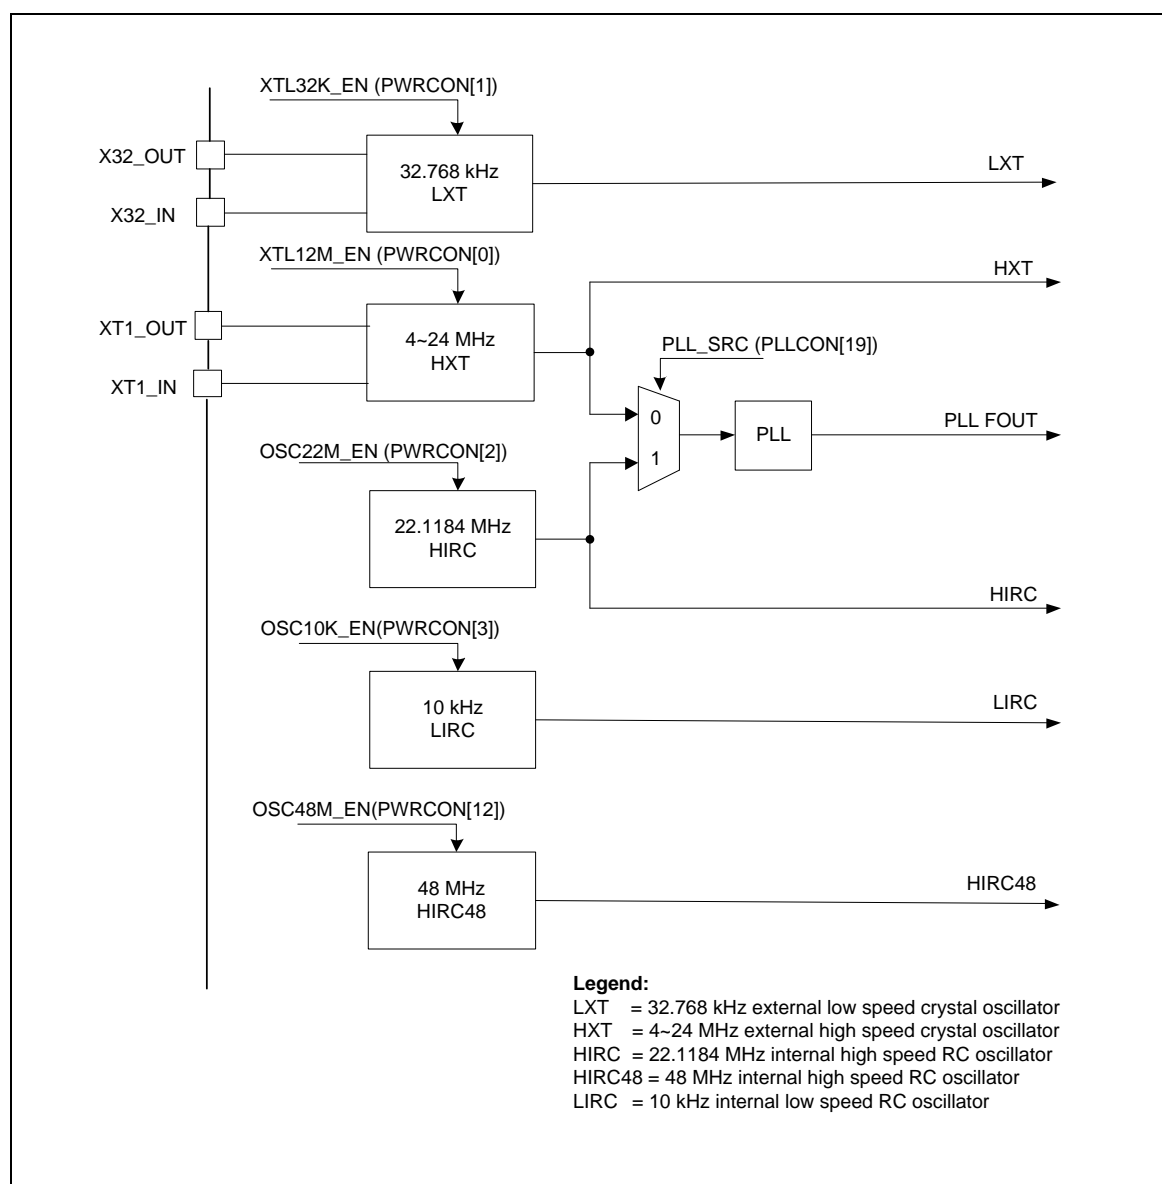 XTL32K_EN (PWRCON[1])
X32_OUT
32.768 kHz
LXT
LXT
X32_IN
XTL12M_EN (PWRCON[0])
HXT
XT1_OUT
4~24 MHz
HXT
PLL_SRC (PLLCON[19])
XT1_IN
0
PLL
PLL FOUT
1
OSC22M_EN (PWRCON[2])
22.1184 MHz
HIRC
HIRC
OSC10K_EN(PWRCON[3])
10 kHz
LIRC
LIRC
OSC48M_EN(PWRCON[12])
48 MHz
HIRC48
HIRC48
Legend:
LXT = 32.768 kHz external low speed crystal oscillator
HXT = 4~24 MHz external high speed crystal oscillator
HIRC = 22.1184 MHz internal high speed RC oscillator
HIRC48 = 48 MHz internal high speed RC oscillator
LIRC = 10 kHz internal low speed RC oscillator